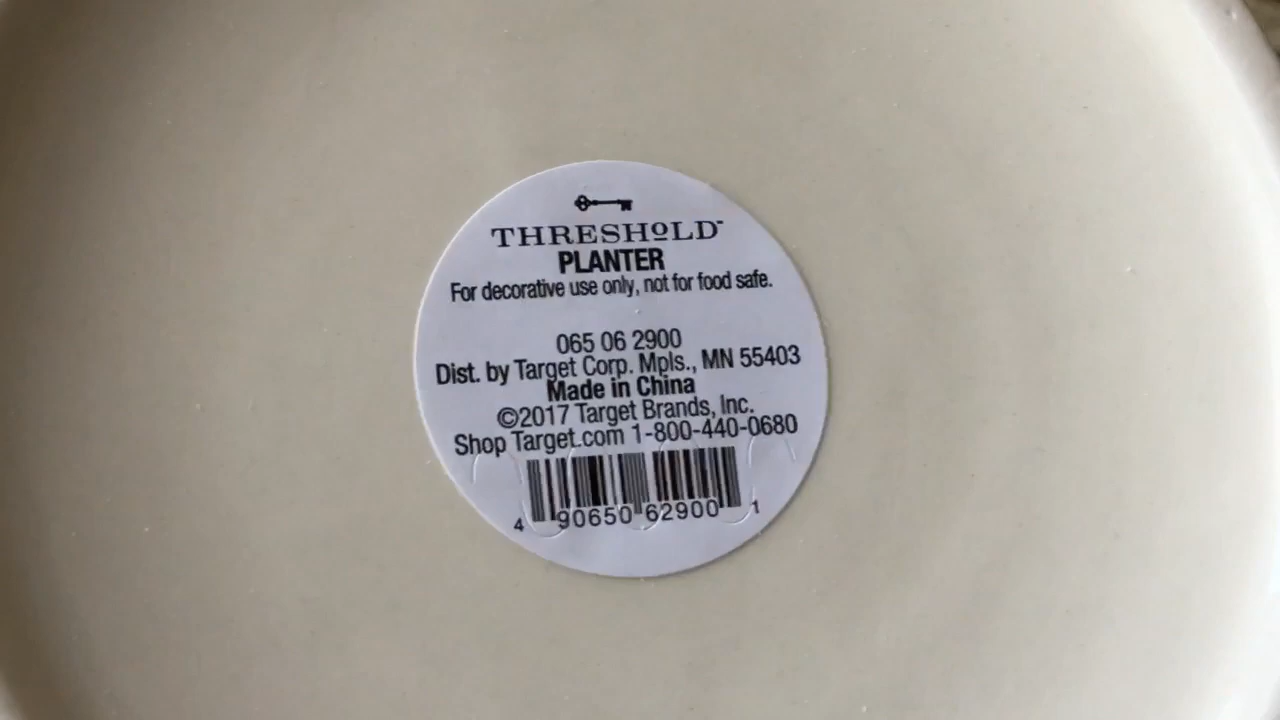 THRESHOLD™
PLANTER
For decorative use only, not for food safe.
065 06 2900
Dist. by Target Corp. Mpls., MN 55403
Made in China
©2017 Target Brands, Inc.
Shop Target.com 1-800-440-0680
4 90650 62900 1